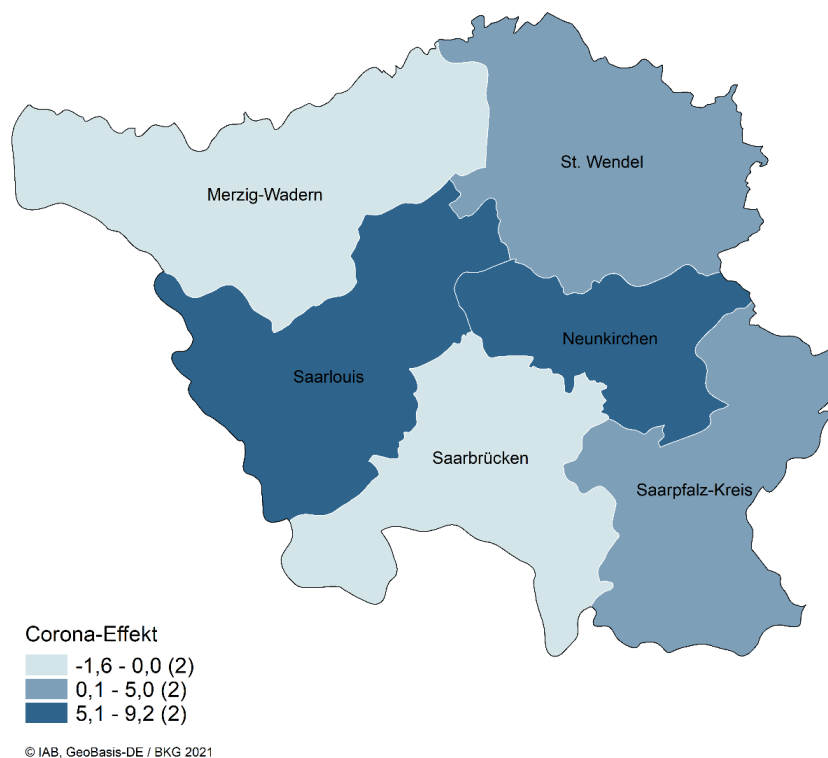 St. Wendel
Merzig-Wadern
Neunkirchen
Saarlouis
Saarbrücken
Saarpfalz-Kreis
Corona-Effekt
-1,6 - 0,0 (2)
0,1 - 5,0 (2)
5,1 - 9,2 (2)
© IAB, GeoBasis-DE / BKG 2021